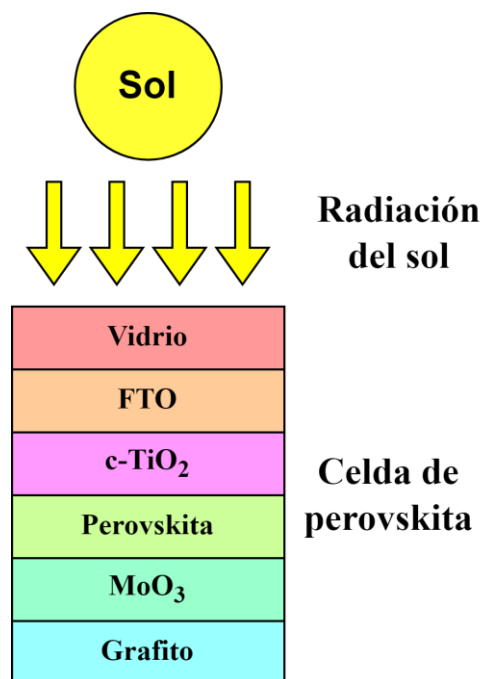 Sol
Radiación
del sol
Vidrio
FTO
c-TiO₂
Perovskita
MoO₃
Grafito
Celda de
perovskita